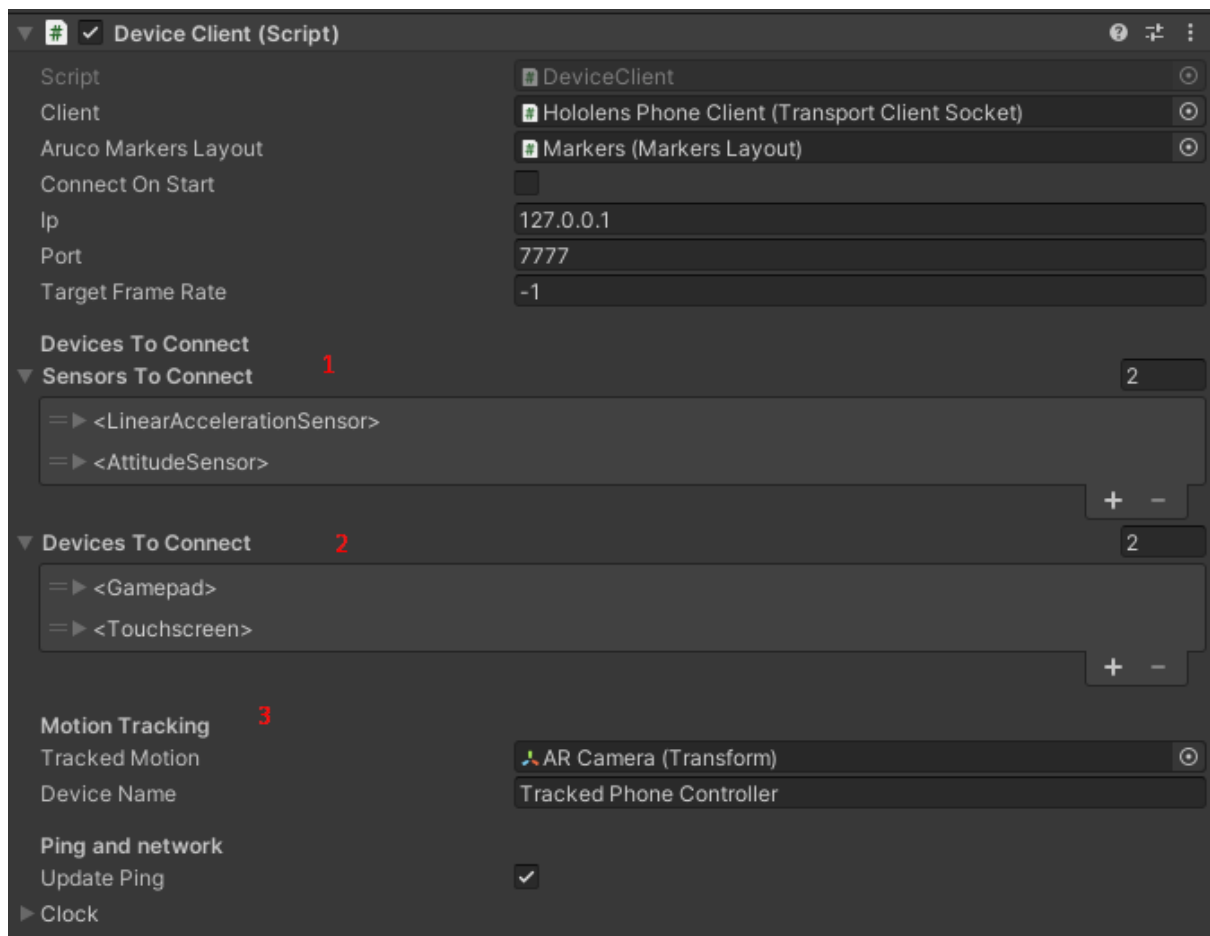 Device Client (Script)
Script DeviceClient
Client Hololens Phone Client (Transport Client Socket)
Aruco Markers Layout Markers (Markers Layout)
Connect On Start
Ip 127.0.0.1
Port 7777
Target Frame Rate -1
Devices To Connect
Sensors To Connect 1 2
<LinearAccelerationSensor>
<AttitudeSensor>
+ -
Devices To Connect 2 2
<Gamepad>
<Touchscreen>
+ -
Motion Tracking 3
Tracked Motion AR Camera (Transform)
Device Name Tracked Phone Controller
Ping and network
Update Ping
Clock